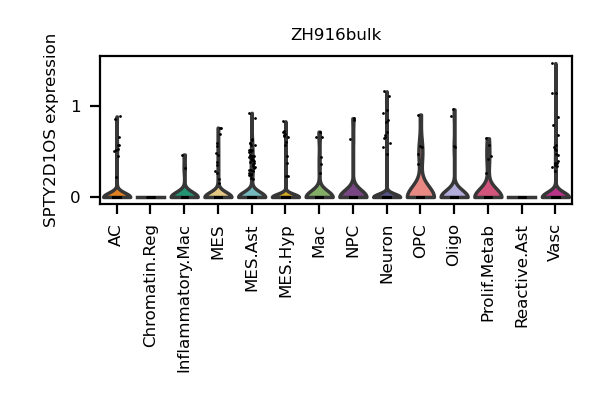 ZH916bulk
SPTY2D1OS expression
1
0
AC
Chromatin.Reg
Inflammatory.Mac
MES
MES.Ast
MES.Hyp
Mac
NPC
Neuron
OPC
Oligo
Prolif.Metab
Reactive.Ast
Vasc